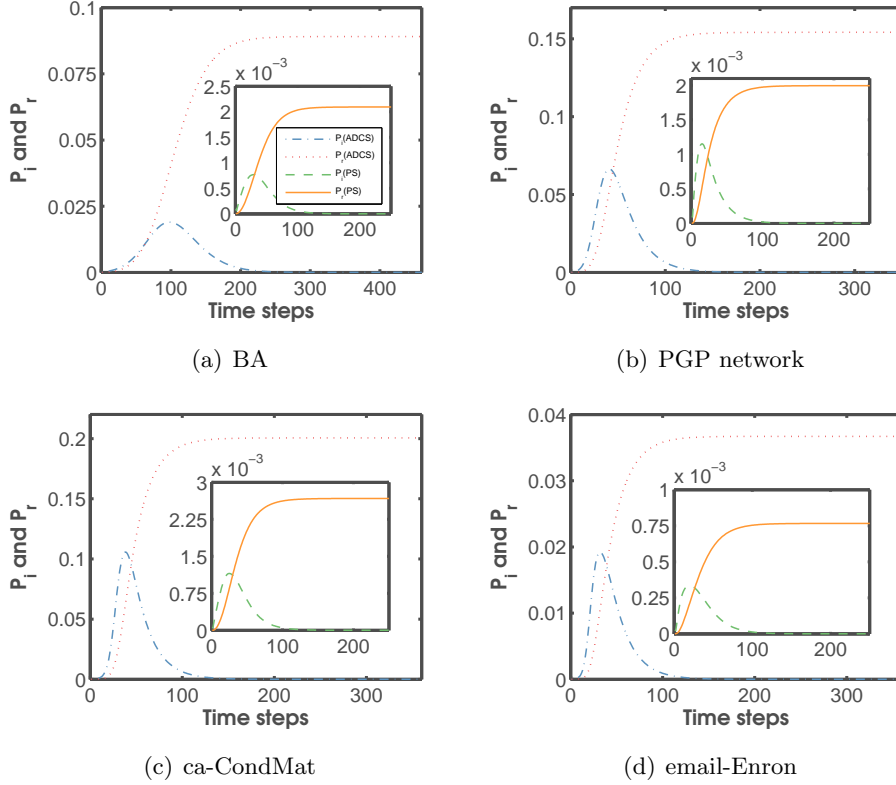 0.1
0.075
0.05
0.025
0
P_i and P_r
0 100 200 300 400
Time steps
x 10^−3
2.5
2
1.5
1
0.5
0
0 100 200
P_i(ADCS)
P_r(ADCS)
P_i(PS)
P_r(PS)
(a) BA
0.15
0.1
0.05
0
P_i and P_r
0 100 200 300
Time steps
x 10^−3
2
1
0
0 100 200
(b) PGP network
0.2
0.15
0.1
0.05
0
P_i and P_r
0 100 200 300
Time steps
x 10^−3
3
2.25
1.5
0.75
0
0 100 200
(c) ca-CondMat
0.04
0.03
0.02
0.01
0
P_i and P_r
0 100 200 300
Time steps
x 10^−3
1
0.75
0.5
0.25
0
0 100 200
(d) email-Enron